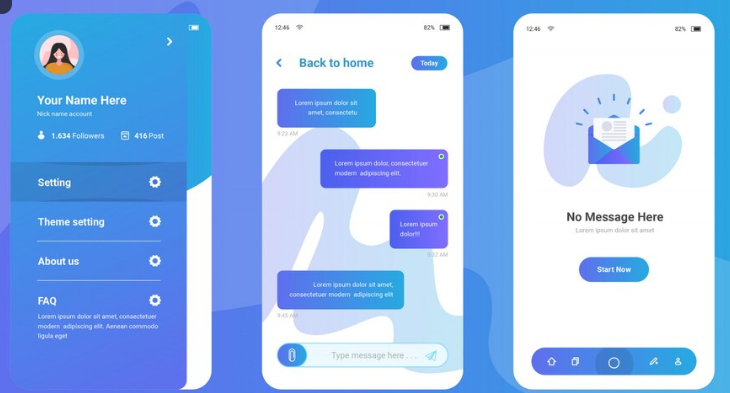 Your Name Here
Nick name account
1.634 Followers
416 Post
Setting
Theme setting
About us
FAQ
Lorem ipsum dolor sit amet, consectetuer
modern adipiscing elit. Aenean commodo
ligula eget
12:46
82%
Back to home
Today
Lorem ipsum dolor sit
amet, consectetu
9:23 AM
Lorem ipsum dolor, consectetuer
modern adipiscing elit.
9:30 AM
Lorem ipsum
dolor!!!
9:32 AM
Lorem ipsum dolor sit amet,
consectetuer modern adipiscing elit
9:45 AM
Type message here . . .
12:46
82%
No Message Here
Lorem ipsum dolor sit amet
Start Now